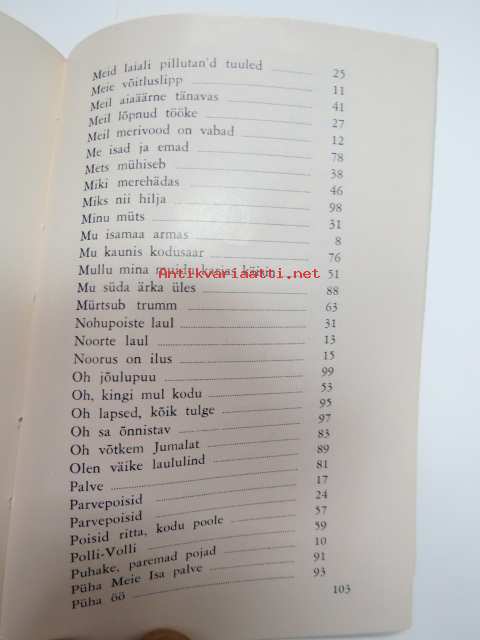 Meid laiali pillutan'd tuuled 25
Meie võitluslipp 11
Meil aiaäärne tänavas 41
Meil lõpnud tööke 27
Meil merivood on vabad 12
Me isad ja emad 78
Mets mühiseb 38
Miki merehädas 46
Miks nii hilja 98
Minu müts 31
Mu isamaa armas 8
Mu kaunis kodusaar 76
Mullu mina 51
Antikvariaatti.net
Mu süda ärka üles 88
Mürtsub trumm 63
Nohupoiste laul 31
Noorte laul 13
Noorus on ilus 15
Oh jõulupuu 99
Oh, kingi mul kodu 53
Oh lapsed, kõik tulge 95
Oh sa õnnistav 97
Oh võtkem Jumalat 83
Olen väike laululind 89
Palve 81
Parvepoisid 17
Parvepoisid 24
Poisid ritta, kodu poole 57
Polli-Volli 59
Puhake, paremad pojad 10
Püha Meie Isa palve 91
Püha öö 93
103